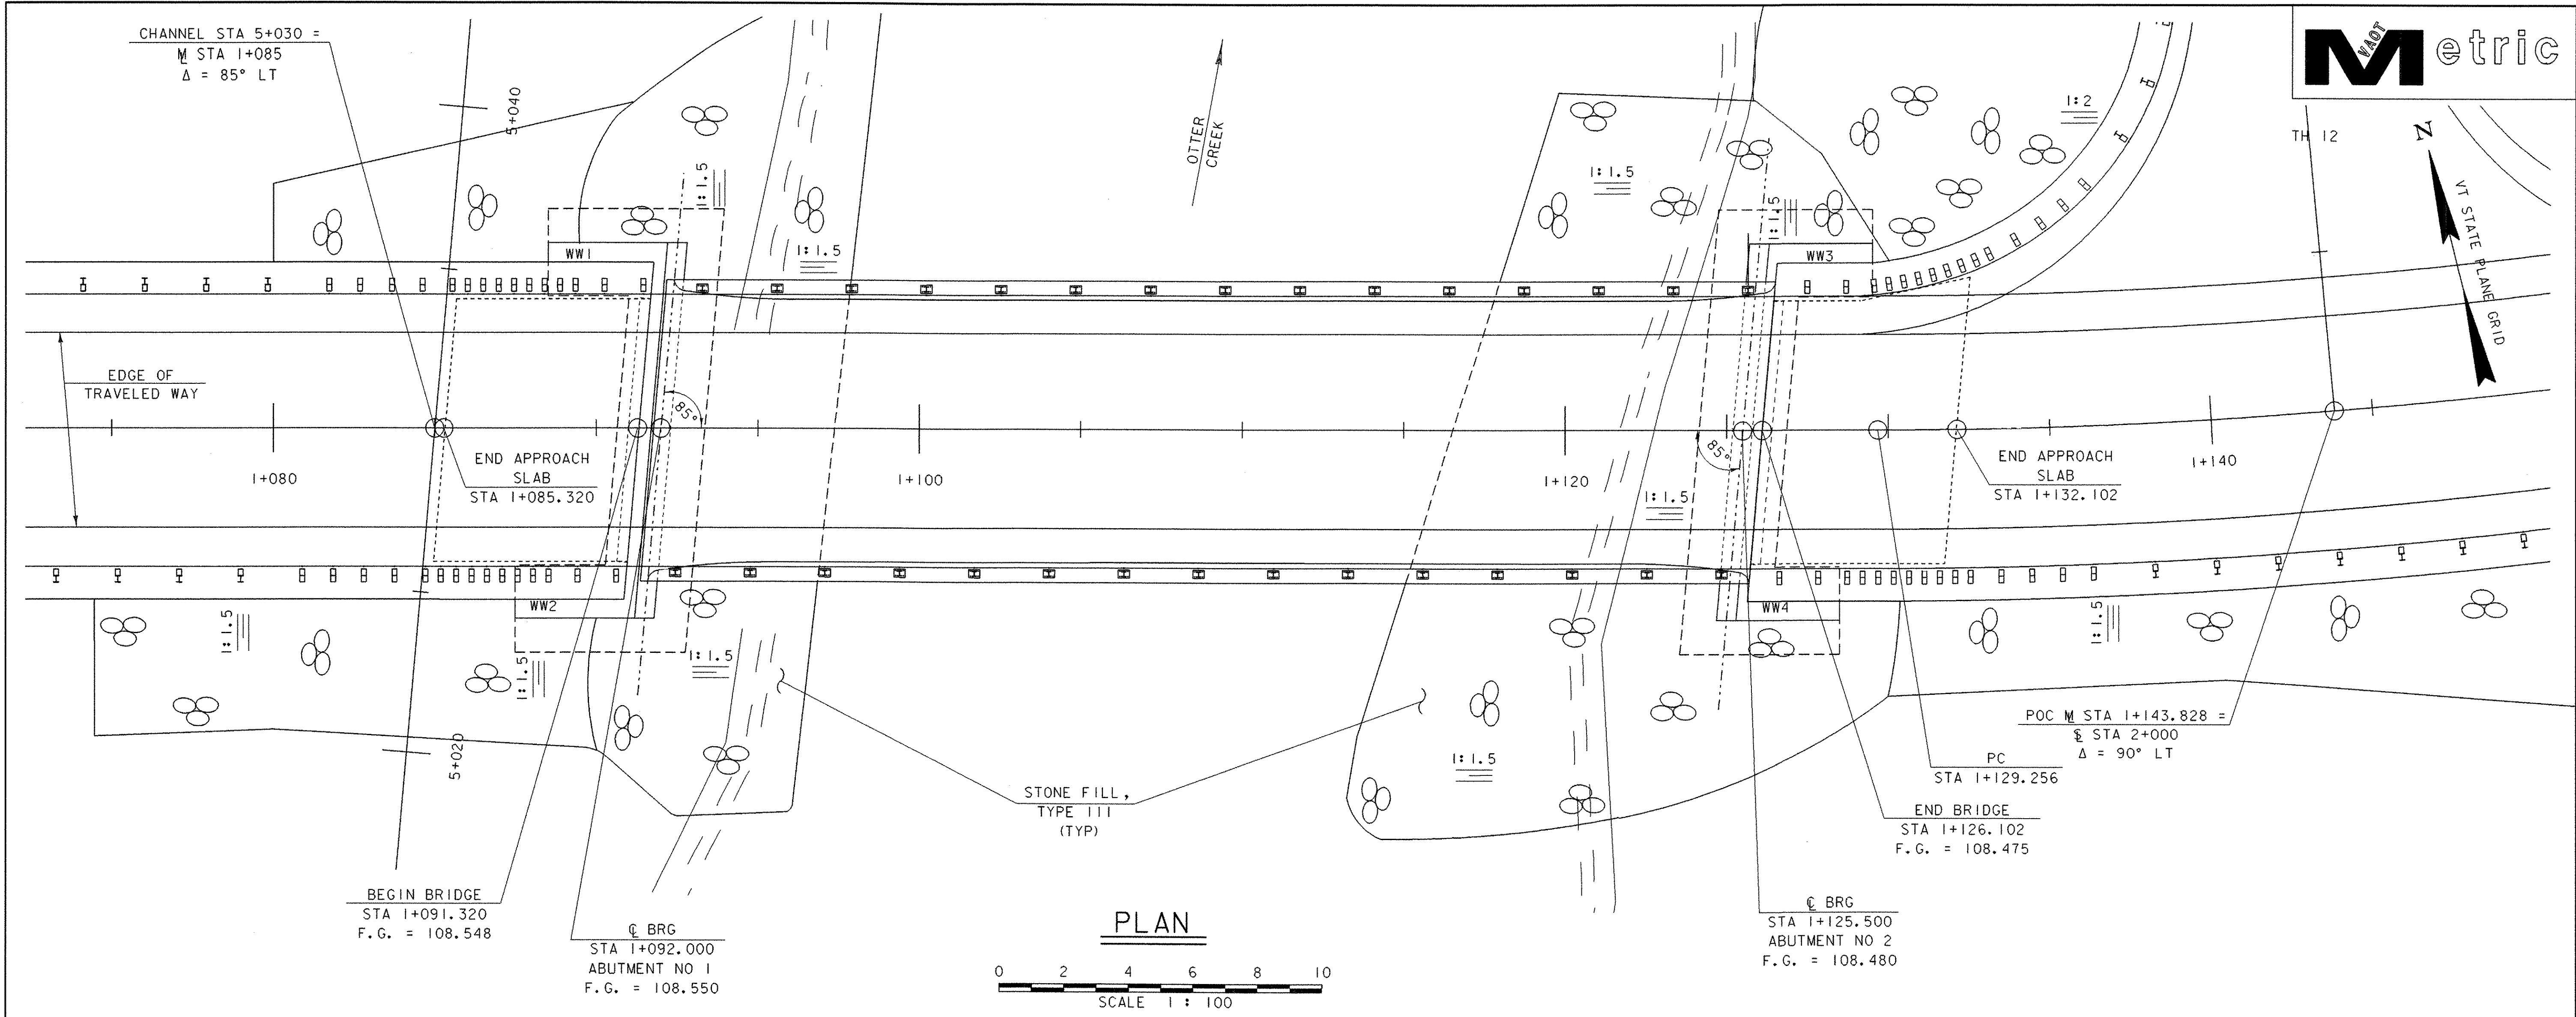 CHANNEL STA 5+030 =
M̲L STA 1+085
Δ = 85° LT
5+040
OTTER
CREEK
VAOT
Metric
TH 12
N
VT STATE PLANE GRID
1:2
1:1.5
1:1.5
1:1.5
1:1.5
WW1
WW3
EDGE OF
TRAVELED WAY
85°
85°
1+080
1+100
1+120
1+140
END APPROACH
SLAB
STA 1+085.320
END APPROACH
SLAB
STA 1+132.102
1:1.5
WW2
WW4
1:1.5
1:1.5
1:1.5
1:1.5
1:1.5
5+020
STONE FILL,
TYPE III
(TYP)
POC ML STA 1+143.828 =
℄ STA 2+000
Δ = 90° LT
PC
STA 1+129.256
END BRIDGE
STA 1+126.102
F.G. = 108.475
BEGIN BRIDGE
STA 1+091.320
F.G. = 108.548
℄ BRG
STA 1+092.000
ABUTMENT NO 1
F.G. = 108.550
℄ BRG
STA 1+125.500
ABUTMENT NO 2
F.G. = 108.480
PLAN
0 2 4 6 8 10
SCALE 1 : 100